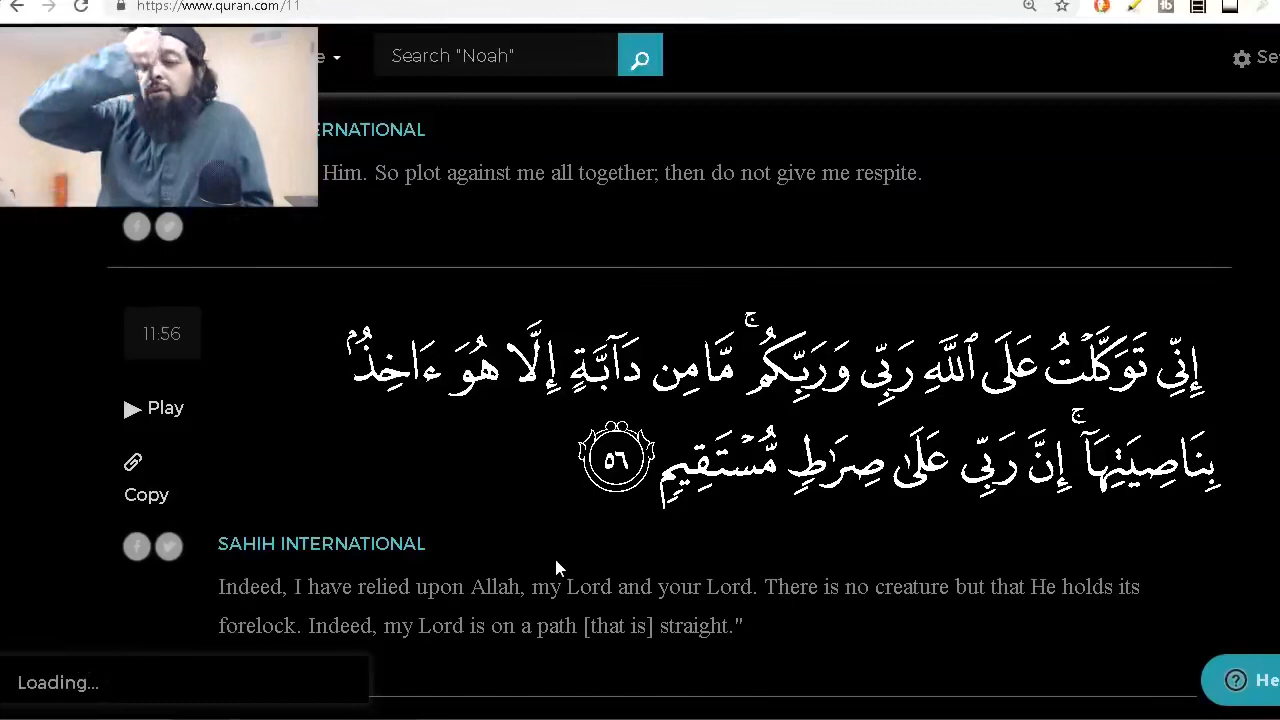 https://www.quran.com/11
Search "Noah"
ERNATIONAL
Him. So plot against me all together; then do not give me respite.
11:56
إِنِّي تَوَكَّلْتُ عَلَى ٱللَّهِ رَبِّي وَرَبِّكُم ۚ مَّا مِن دَآبَّةٍ إِلَّا هُوَ ءَاخِذٌۢ
Play
بِنَاصِيَتِهَآ ۚ إِنَّ رَبِّي عَلَىٰ صِرَٰطٍ مُّسْتَقِيمٍ ٥٦
Copy
SAHIH INTERNATIONAL
Indeed, I have relied upon Allah, my Lord and your Lord. There is no creature but that He holds its
forelock. Indeed, my Lord is on a path [that is] straight."
Loading...